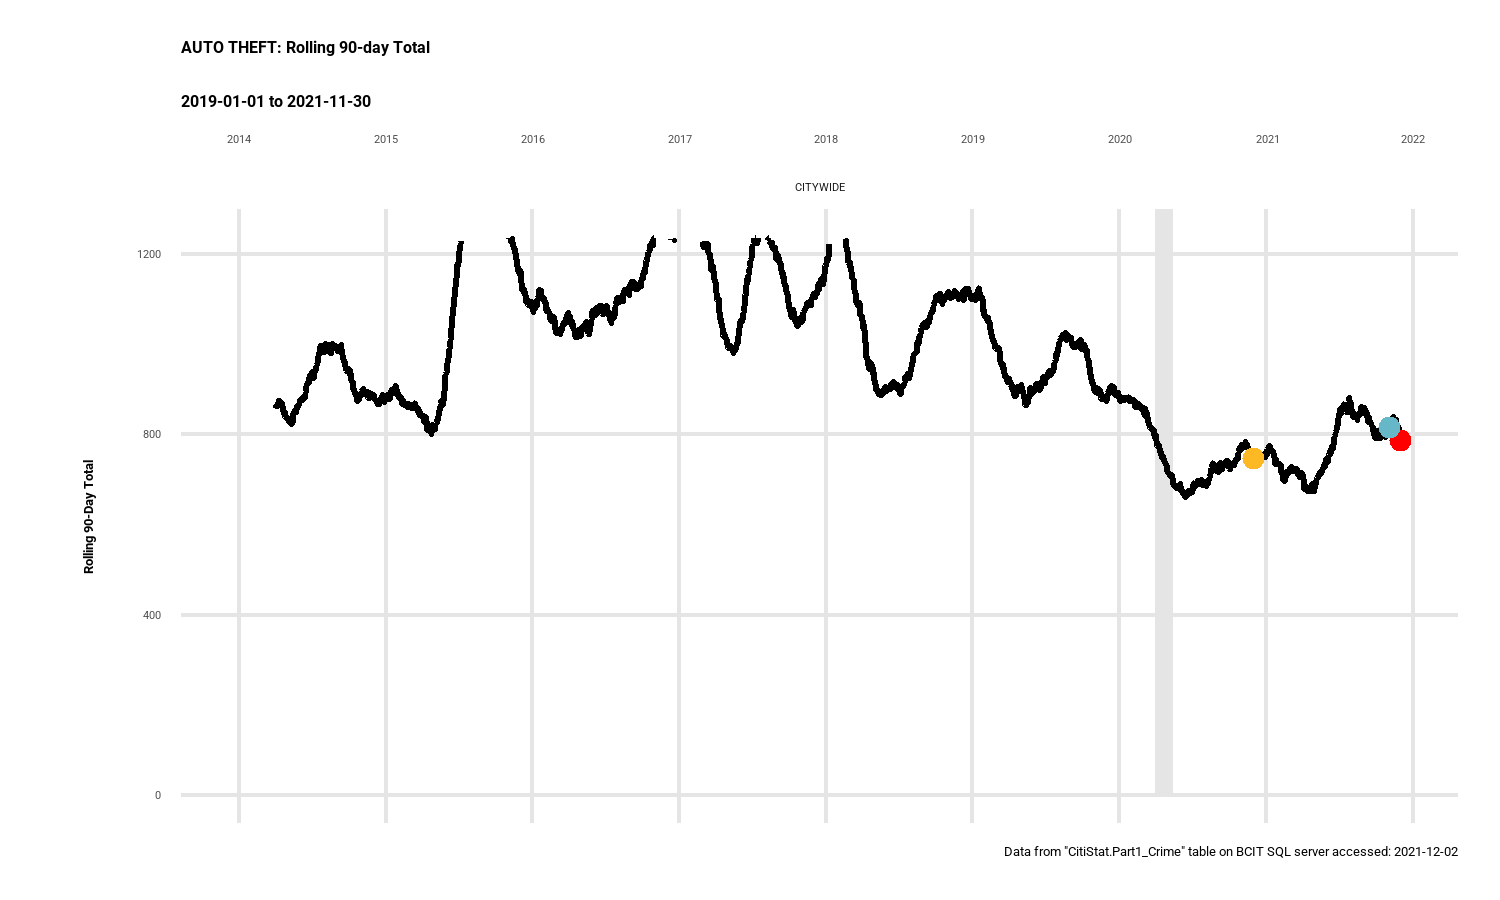 AUTO THEFT: Rolling 90-day Total
2019-01-01 to 2021-11-30
2014 2015 2016 2017 2018 2019 2020 2021 2022
CITYWIDE
1200
800
400
0
Rolling 90-Day Total
Data from "CitiStat.Part1_Crime" table on BCIT SQL server accessed: 2021-12-02